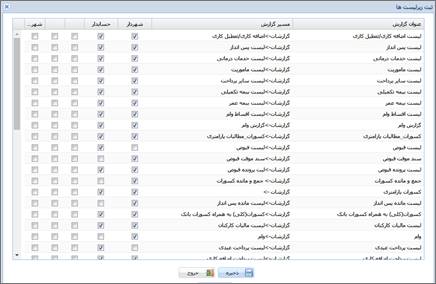 ثبت زیرلیست ها
عنوان گزارش مسیر گزارش شهردار حسابدار شهر...
لیست اضافه کاری/تعطیل کاری گزارشات->اضافه کاری/تعطیل کاری
لیست پس انداز گزارشات->لیست پس انداز
لیست خدمات درمانی گزارشات->لیست خدمات درمانی
لیست ماموریت گزارشات->لیست ماموریت
لیست سایر پرداخت گزارشات->لیست سایر پرداخت
لیست بیمه تکمیلی گزارشات->لیست بیمه تکمیلی
لیست بیمه عمر گزارشات->لیست بیمه عمر
لیست اقساط وام گزارشات->لیست اقساط وام
گزارش وام گزارشات->گزارش وام
کسورات_مطالبات پارامتری گزارشات->کسورات_مطالبات پارامتری
لیست فیوض گزارشات->لیست فیوض
سند موقت فیوض گزارشات->سند موقت فیوض
لیست پرونده فیوض گزارشات->لیت پرونده فیوض
جمع و مانده کسورات گزارشات-> جمع و مانده کسورات
کسورات پارامتری گزارشات ->
لیست مانده پس انداز گزارشات->لیست مانده پس انداز
کسورات(کلی) به همراه کسورات بانک گزارشات->کسورات(کلی) به همراه کسورات بانک
لیست مالیات کارکنان گزارشات->لیست مالیات کارکنان
وام گزارشات->وام
لیست پرداخت عیدی گزارشات->لیست پرداخت عیدی
ذخیره خروج